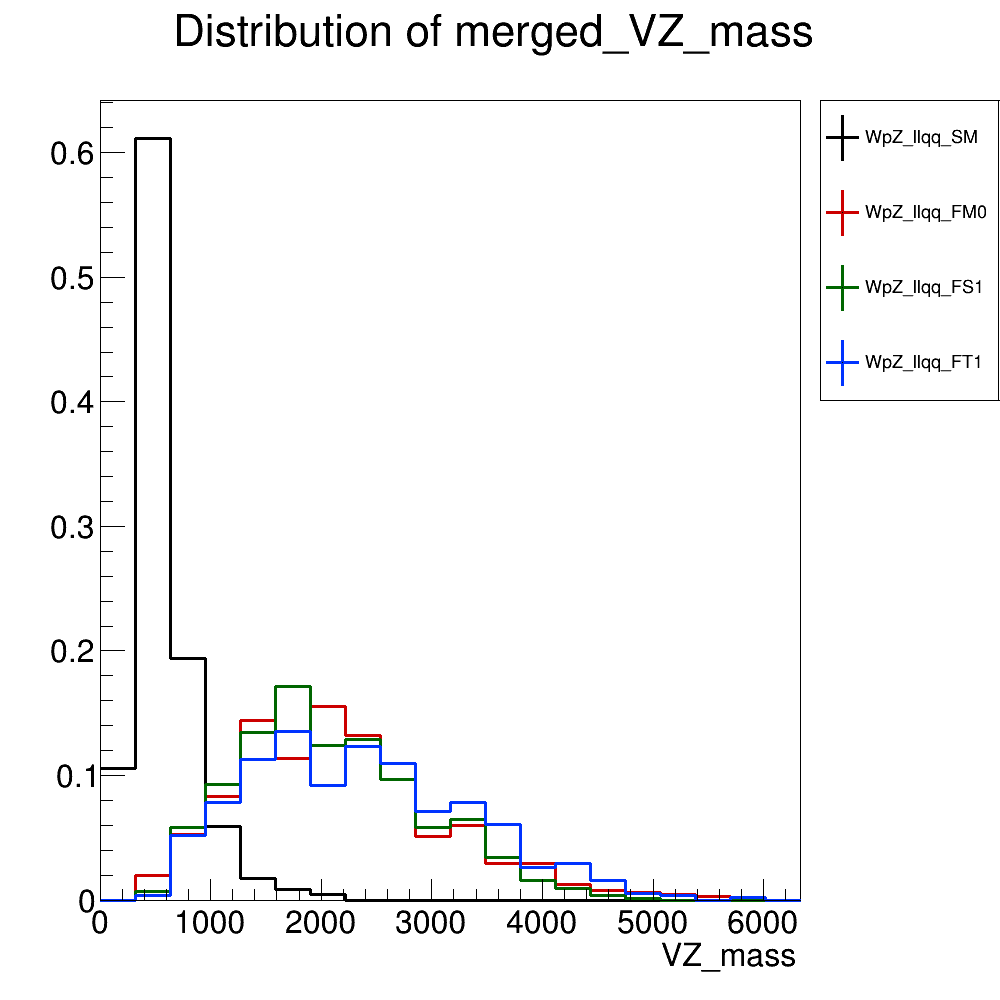 Distribution of merged_VZ_mass
WpZ_llqq_SM
WpZ_llqq_FM0
WpZ_llqq_FS1
WpZ_llqq_FT1
0.6
0.5
0.4
0.3
0.2
0.1
0
0 1000 2000 3000 4000 5000 6000
VZ_mass